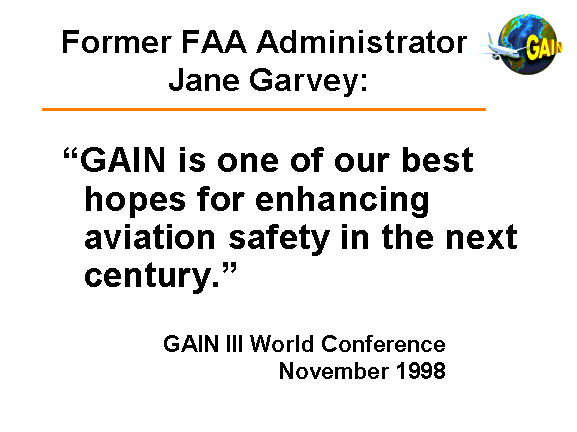 Former FAA Administrator
Jane Garvey:
GAIN
“GAIN is one of our best
hopes for enhancing
aviation safety in the next
century.”
GAIN III World Conference
November 1998